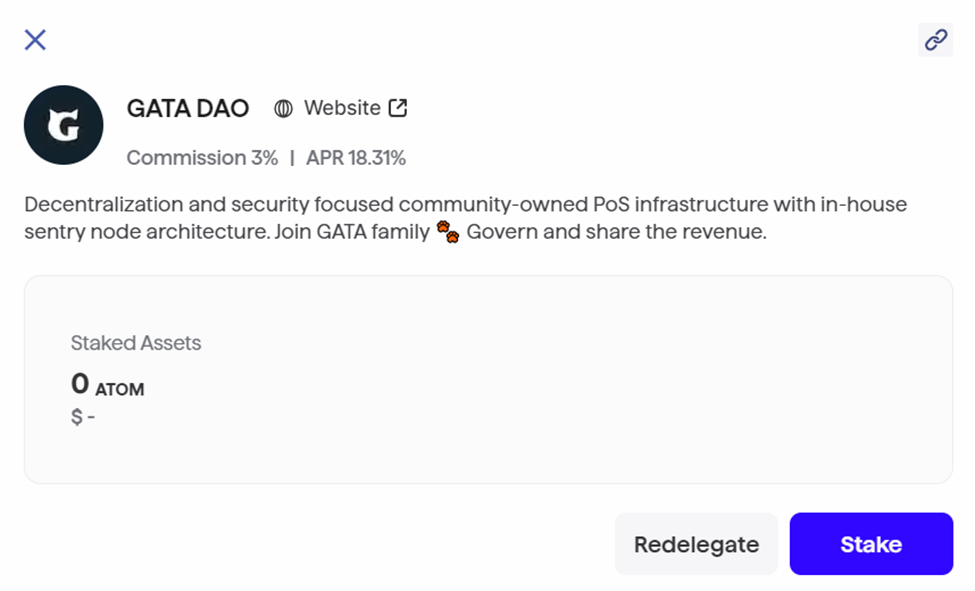 G
GATA DAO Website
Commission 3% | APR 18.31%
Decentralization and security focused community-owned PoS infrastructure with in-house
sentry node architecture. Join GATA family 🐾 Govern and share the revenue.
Staked Assets
0 ATOM
$ -
Redelegate Stake